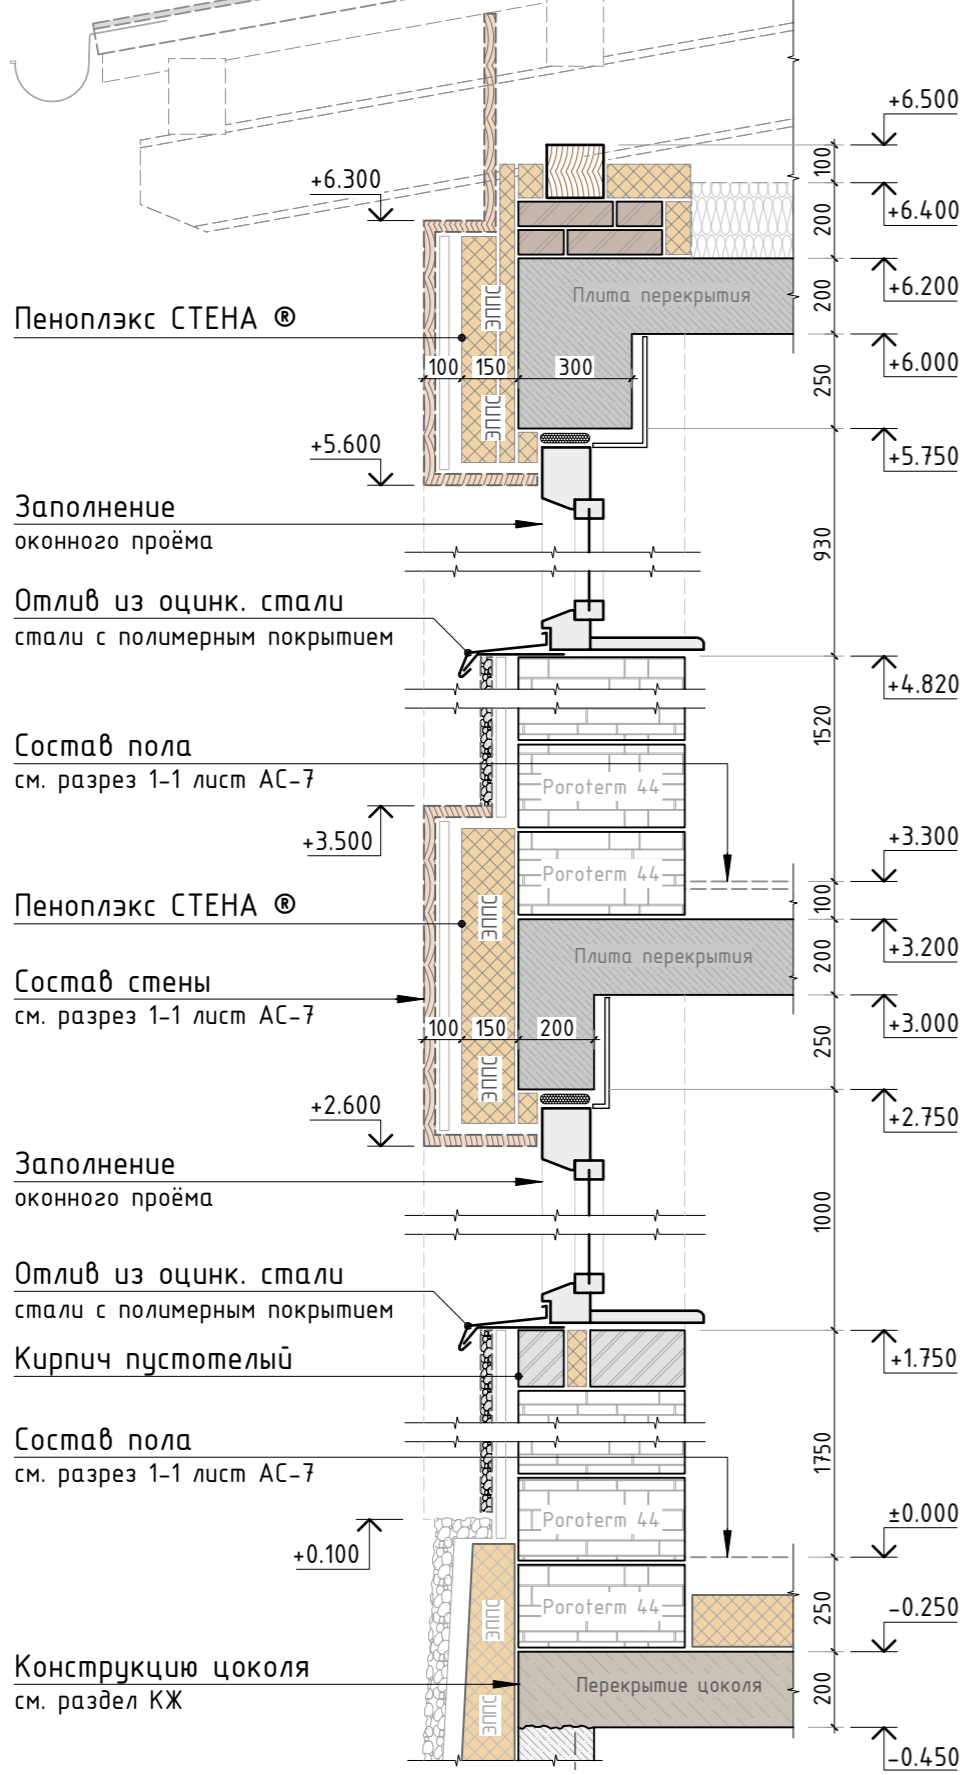 +6.500
100
+6.300
+6.400
200
+6.200
Плита перекрытия
200
ЭППС
Пеноплэкс СТЕНА ®
+6.000
100 150 300
250
ЭППС
+5.600
+5.750
Заполнение
оконного проёма
930
Отлив из оцинк. стали
стали с полимерным покрытием
+4.820
1520
Состав пола
см. разрез 1-1 лист АС-7
Poroterm 44
+3.500
+3.300
Poroterm 44
100
Пеноплэкс СТЕНА ®
ЭППС
+3.200
200
Плита перекрытия
Состав стены
см. разрез 1-1 лист АС-7
+3.000
100 150 200
250
ЭППС
+2.600
+2.750
Заполнение
оконного проёма
1000
Отлив из оцинк. стали
стали с полимерным покрытием
Кирпич пустотелый
+1.750
Состав пола
см. разрез 1-1 лист АС-7
1750
Poroterm 44
±0.000
+0.100
Poroterm 44
250
-0.250
ЭППС
Конструкцию цоколя
см. раздел КЖ
Перекрытие цоколя
200
ЭППС
-0.450